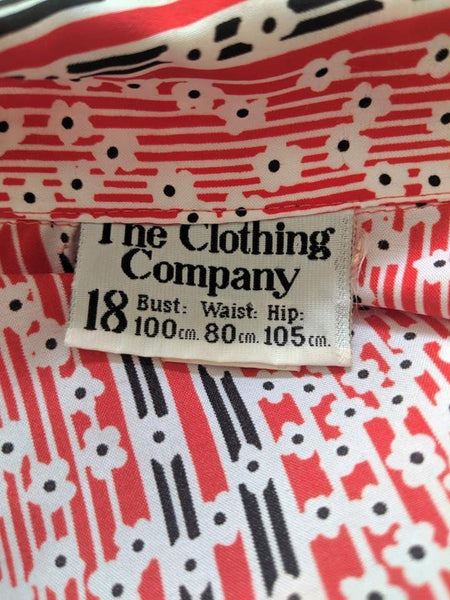 The Clothing
Company
18 Bust: Waist: Hip:
100cm. 80cm. 105cm.